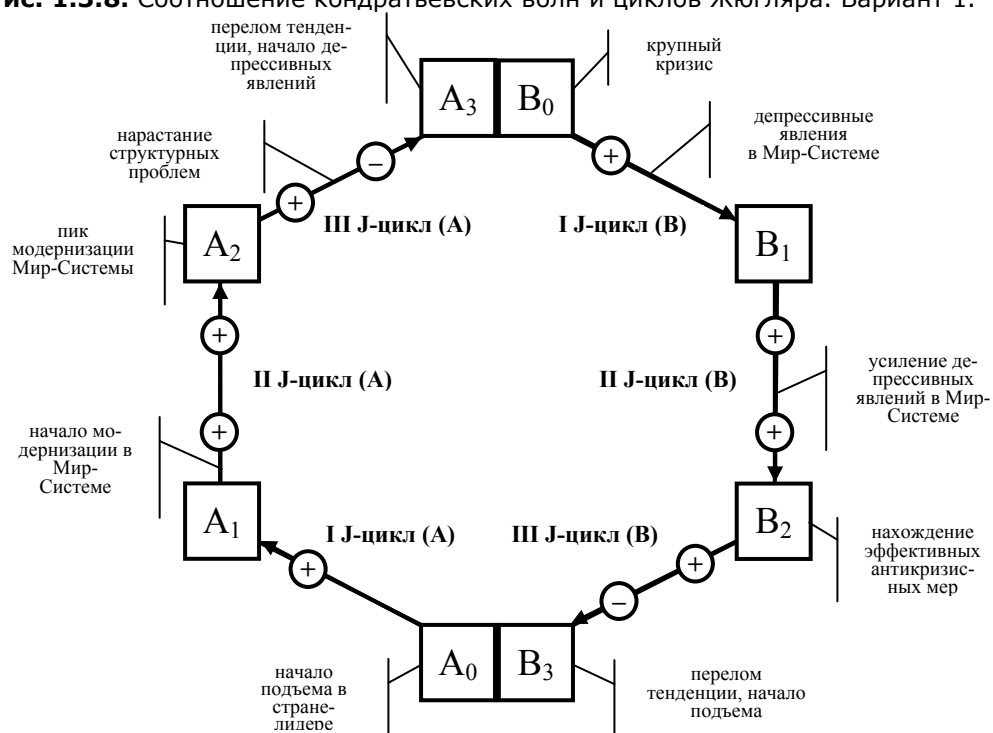 ис. 1.3.8. Соотношение кондратьевских волн и циклов Жюгляра. Вариант 1.
перелом тенден-
ции, начало де-
прессивных
явлений
крупный
кризис
A3
B0
нарастание
структурных
проблем
депрессивные
явления
в Мир-Системе
–
+
+
III J-цикл (A)
I J-цикл (B)
пик
модернизации
Мир-Системы
A2
B1
+
+
II J-цикл (A)
II J-цикл (B)
усиление де-
прессивных
явлений в Мир-
Системе
+
+
начало мо-
дернизации в
Мир-
Системе
A1
B2
I J-цикл (A)
III J-цикл (B)
нахождение
эффективных
антикризис-
ных мер
+
+
–
A0
B3
начало
подъема в
стране-
лидере
перелом
тенденции, начало
подъема